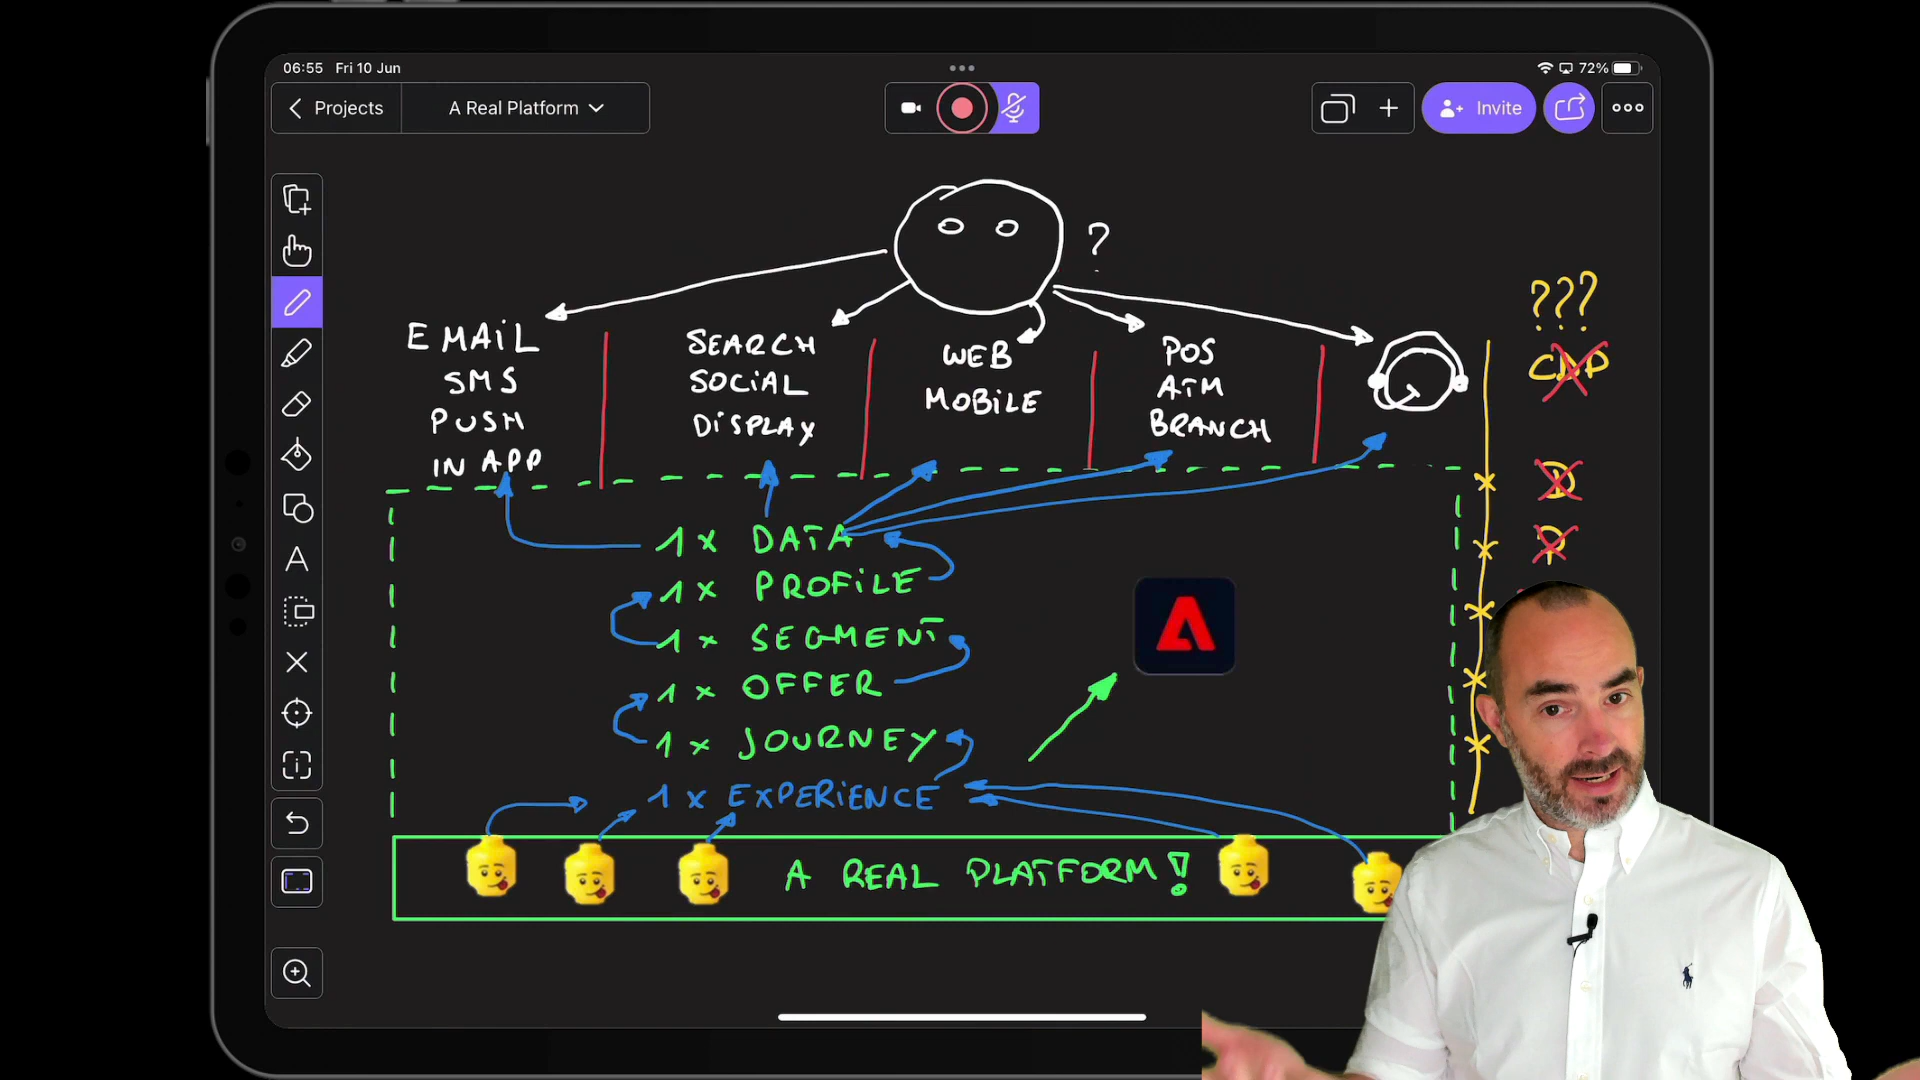 06:55 Fri 10 Jun
72%
Projects
A Real Platform
Invite
?
EMAiL
SMS
PUSH
IN APP
SEARCH
SOCiAL
DiSPLAY
WEB
MOBiLE
POS
ATM
BRANCH
???
CDP
D
P
1 x DATA
1 x PROFiLE
1 x SEGMENT
1 x OFFER
1 x JOURNEY
1 x EXPERiENCE
A REAL PLATFORM!